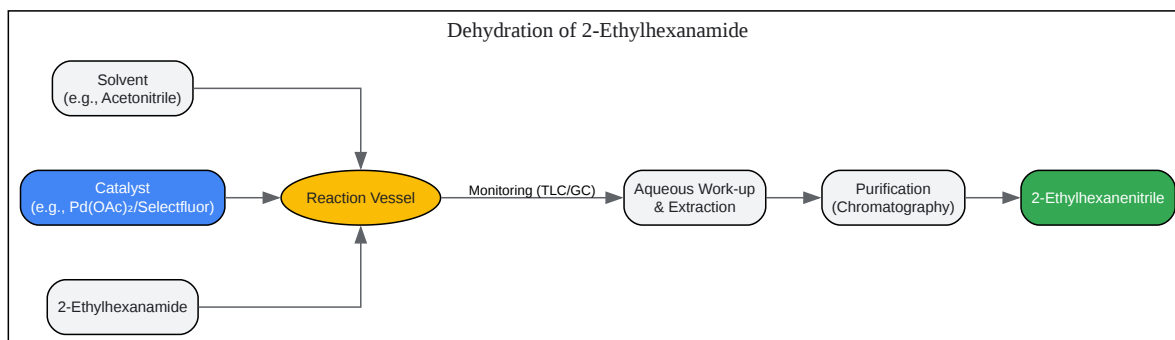 Dehydration of 2-Ethylhexanamide
Solvent
(e.g., Acetonitrile)
Catalyst
(e.g., Pd(OAc)₂/Selectfluor)
2-Ethylhexanamide
Reaction Vessel
Monitoring (TLC/GC)
Aqueous Work-up
& Extraction
Purification
(Chromatography)
2-Ethylhexanenitrile